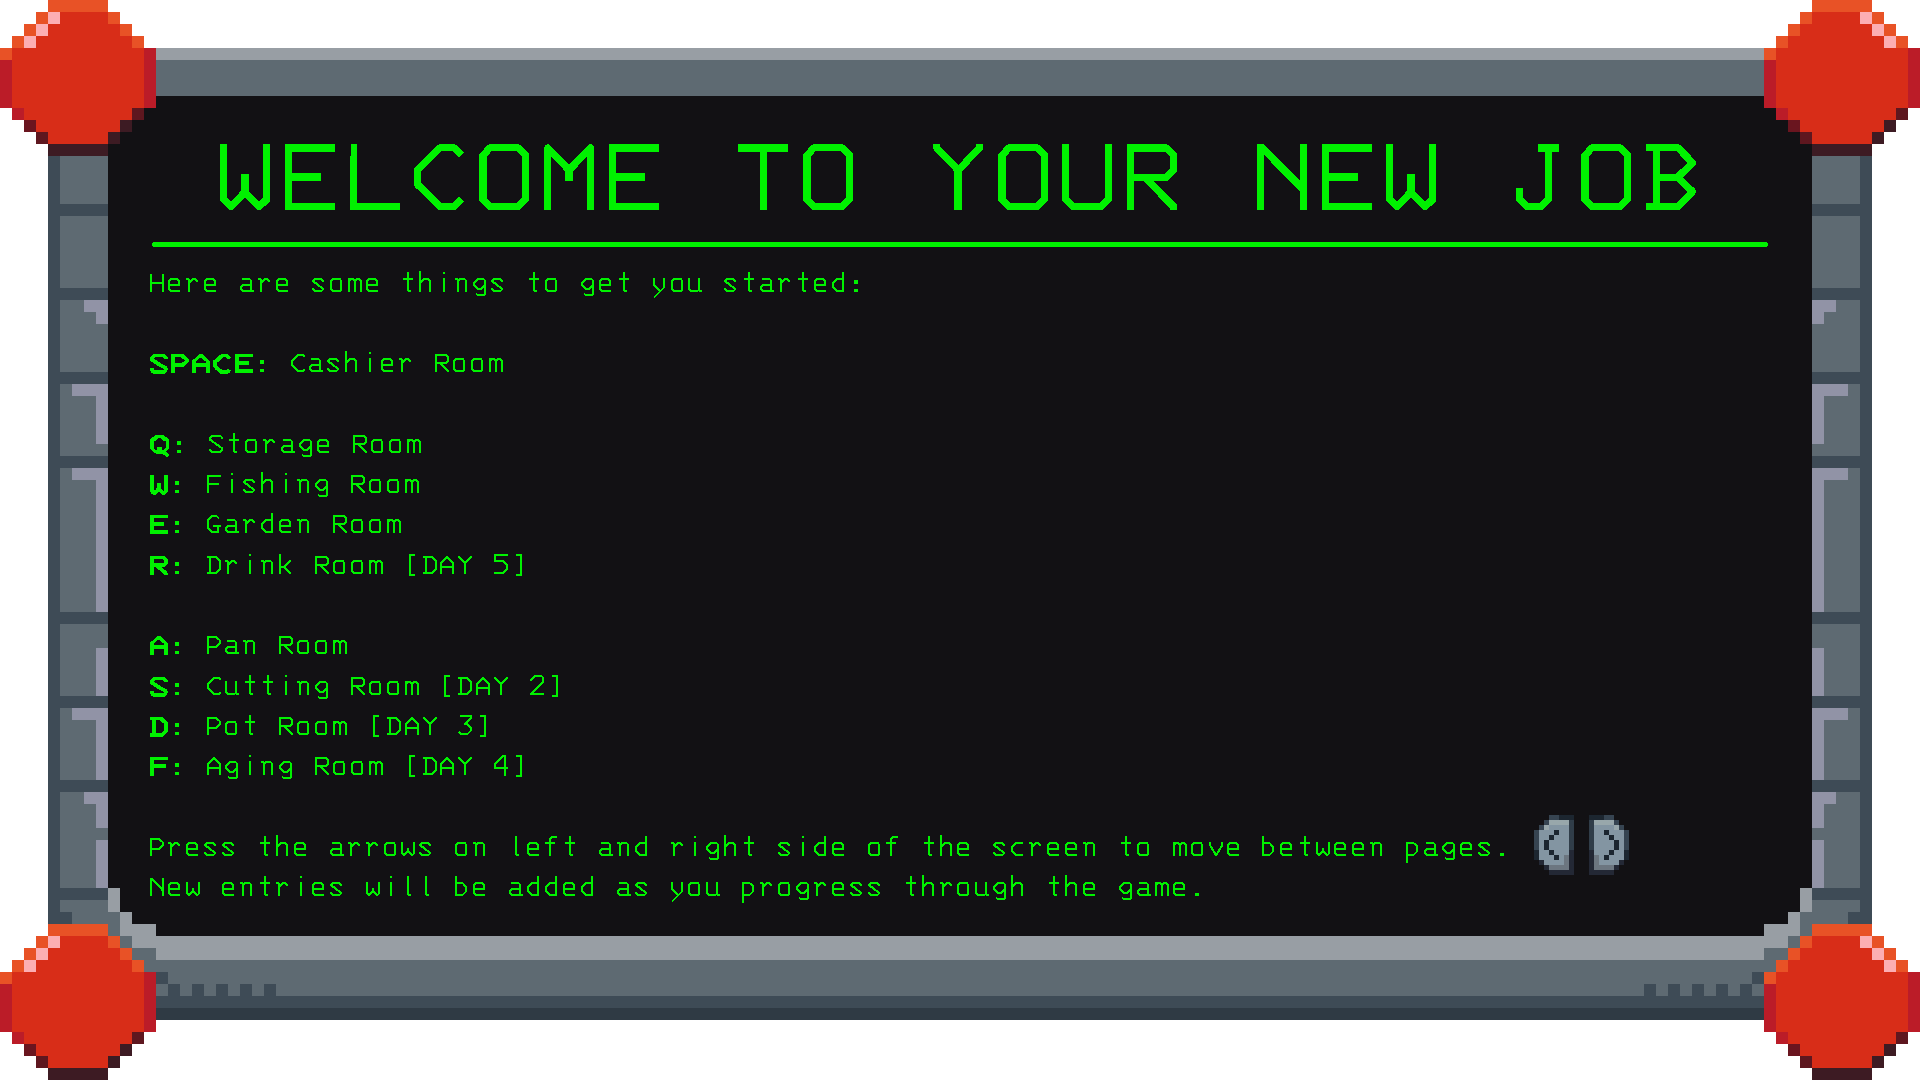 WELCOME TO YOUR NEW JOB
Here are some things to get you started:
SPACE: Cashier Room
Q: Storage Room
W: Fishing Room
E: Garden Room
R: Drink Room [DAY 5]
A: Pan Room
S: Cutting Room [DAY 2]
D: Pot Room [DAY 3]
F: Aging Room [DAY 4]
Press the arrows on left and right side of the screen to move between pages.
New entries will be added as you progress through the game.